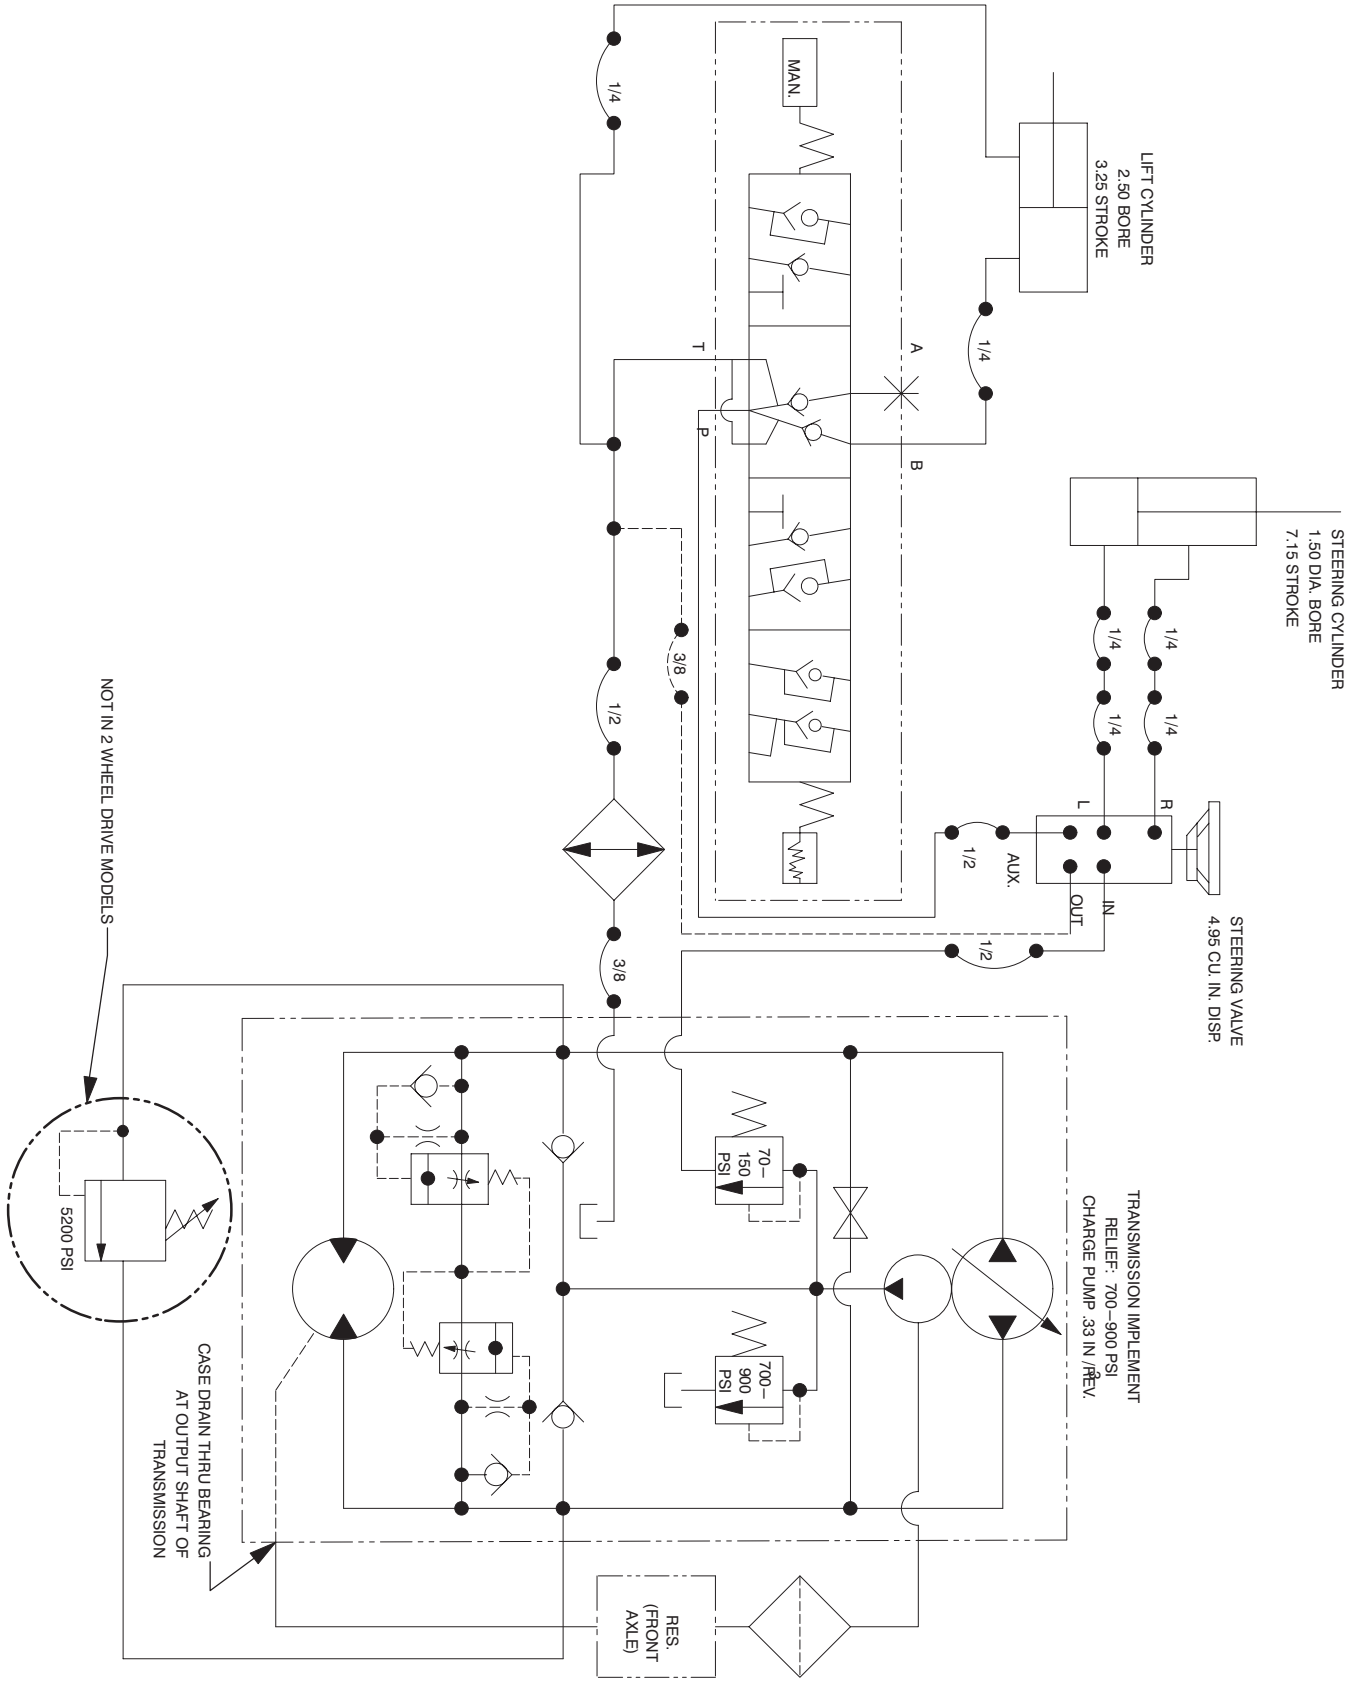 LIFT CYLINDER
2.50 BORE
3.25 STROKE
STEERING CYLINDER
1.50 DIA. BORE
7.15 STROKE
STEERING VALVE
4.95 CU. IN. DISP.
TRANSMISSION IMPLEMENT
RELIEF: 700–900 PSI
CHARGE PUMP .33 IN /REV.
3
MAN.
1/4
1/4
1/4
1/4
1/4
1/4
A
B
T
P
R
L
IN
OUT
AUX.
1/2
1/2
3/8
1/2
3/8
70–
150
PSI
700–
900
PSI
5200 PSI
NOT IN 2 WHEEL DRIVE MODELS
CASE DRAIN THRU BEARING
AT OUTPUT SHAFT OF
TRANSMISSION
RES.
(FRONT
AXLE)